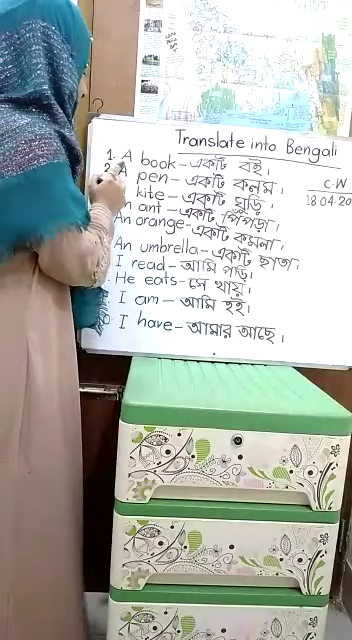 Translate into Bengali
C.W
18.04.20
1. A book – একটি বই।
2. A pen – একটি কলম।
kite – একটি ঘুড়ি।
An ant – একটি পিঁপড়া।
An orange – একটি কমলা।
An umbrella – একটি ছাতা।
I read – আমি পড়ি।
He eats – সে খায়।
I am – আমি হই।
I have – আমার আছে।